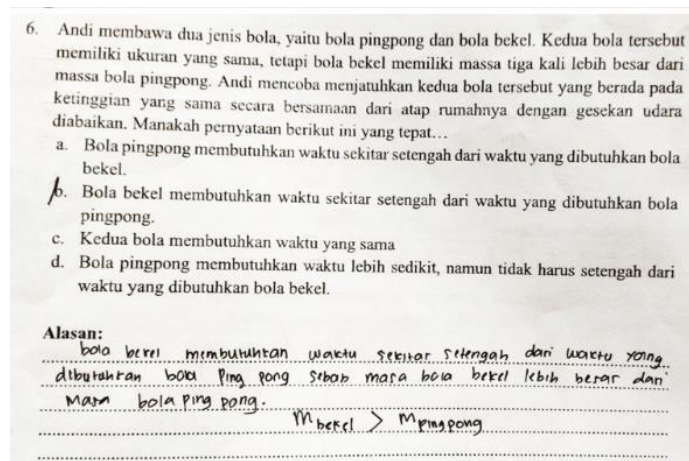 6. Andi membawa dua jenis bola, yaitu bola pingpong dan bola bekel. Kedua bola tersebut
memiliki ukuran yang sama, tetapi bola bekel memiliki massa tiga kali lebih besar dari
massa bola pingpong. Andi mencoba menjatuhkan kedua bola tersebut yang berada pada
ketinggian yang sama secara bersamaan dari atap rumahnya dengan gesekan udara
diabaikan. Manakah pernyataan berikut ini yang tepat…
a. Bola pingpong membutuhkan waktu sekitar setengah dari waktu yang dibutuhkan bola
bekel.
b. Bola bekel membutuhkan waktu sekitar setengah dari waktu yang dibutuhkan bola
pingpong.
c. Kedua bola membutuhkan waktu yang sama
d. Bola pingpong membutuhkan waktu lebih sedikit, namun tidak harus setengah dari
waktu yang dibutuhkan bola bekel.
Alasan:
bola bekel membutuhkan waktu sekitar setengah dari waktu yang
dibutuhkan bola Ping pong sebab masa bola bekel lebih besar dari
Masa bola ping pong.
M bekel > M pingpong